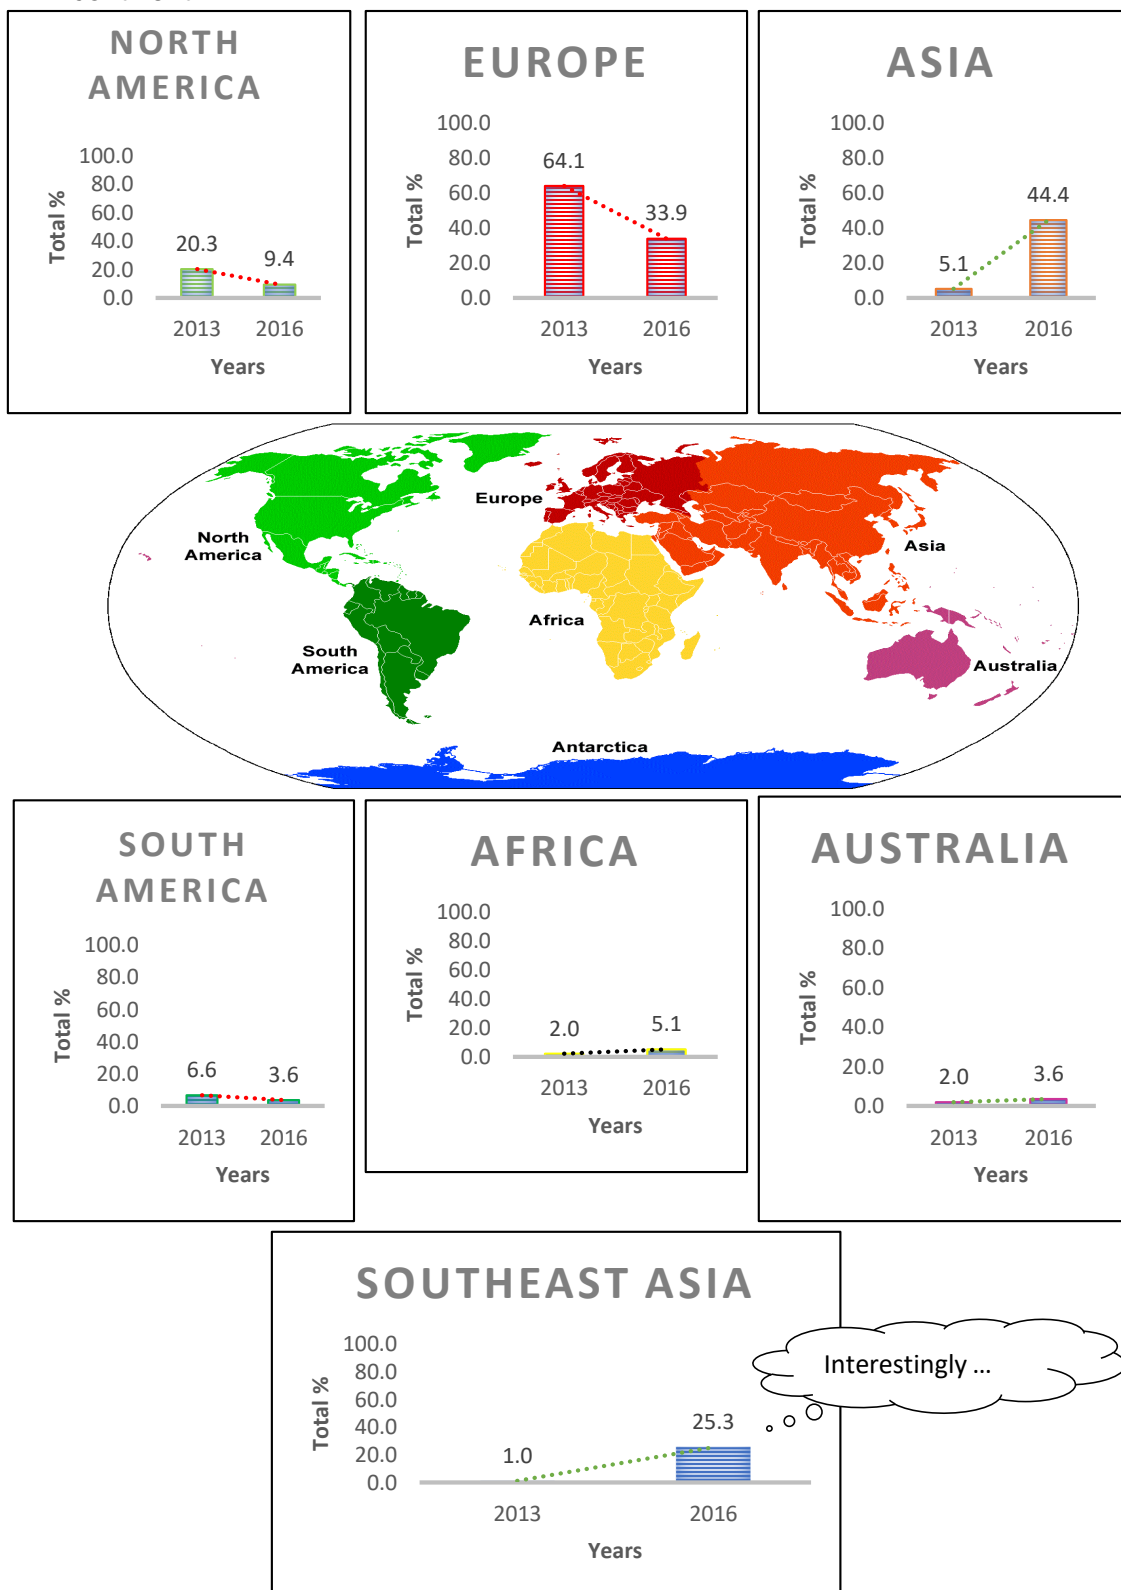 NORTH
AMERICA
Total %
100.0
80.0
60.0
40.0
20.0
0.0
20.3
9.4
2013 2016
Years
EUROPE
Total %
100.0
80.0
60.0
40.0
20.0
0.0
64.1
33.9
2013 2016
Years
ASIA
Total %
100.0
80.0
60.0
40.0
20.0
0.0
5.1
44.4
2013 2016
Years
North
America
Europe
Asia
Africa
South
America
Australia
Antarctica
SOUTH
AMERICA
Total %
100.0
80.0
60.0
40.0
20.0
0.0
6.6
3.6
2013 2016
Years
AFRICA
Total %
100.0
80.0
60.0
40.0
20.0
0.0
2.0
5.1
2013 2016
Years
AUSTRALIA
Total %
100.0
80.0
60.0
40.0
20.0
0.0
2.0
3.6
2013 2016
Years
SOUTHEAST ASIA
Total %
100.0
80.0
60.0
40.0
20.0
0.0
1.0
25.3
2013 2016
Years
Interestingly ...